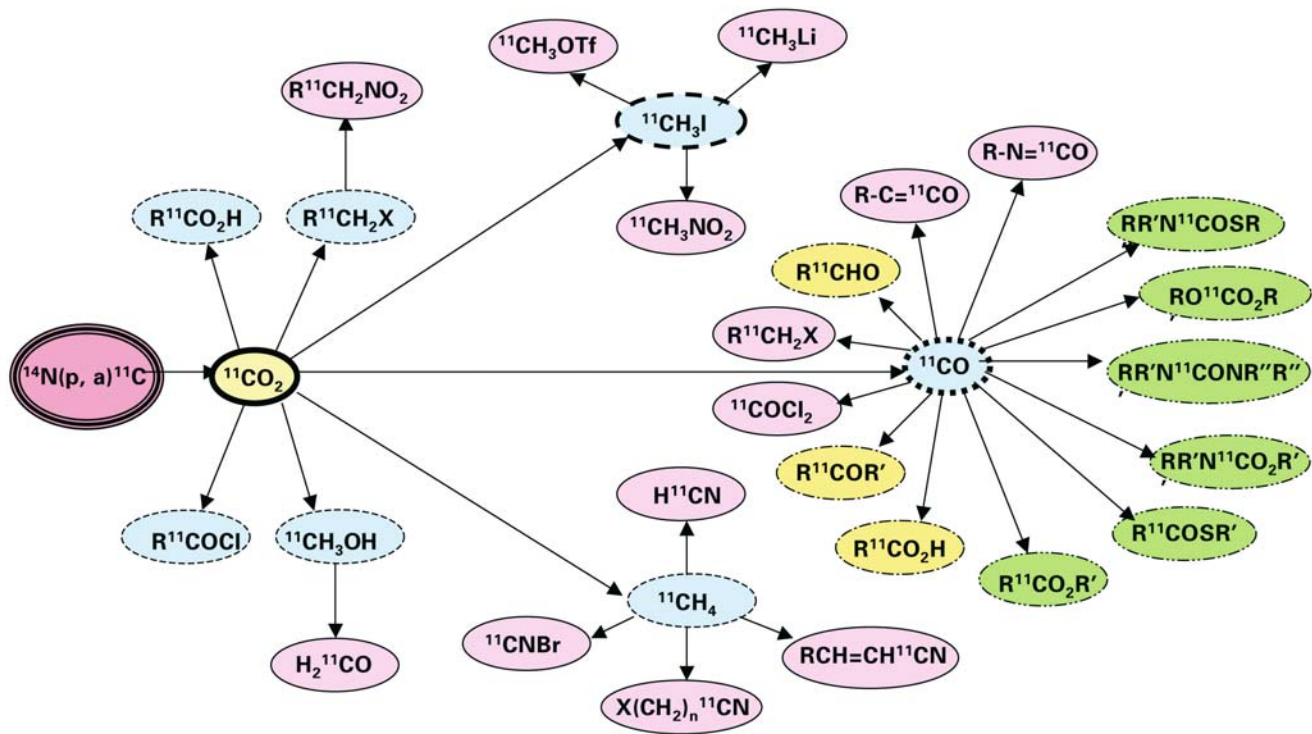 ¹¹CH₃OTf
¹¹CH₃Li
R¹¹CH₂NO₂
¹¹CH₃I
R-N=¹¹CO
R-C=¹¹CO
R¹¹CO₂H
R¹¹CH₂X
¹¹CH₃NO₂
RR′N¹¹COSR
R¹¹CHO
RO¹¹CO₂R
R¹¹CH₂X
¹⁴N(p, a)¹¹C
¹¹CO₂
¹¹CO
RR′N¹¹CONR″R″
¹¹COCl₂
RR′N¹¹CO₂R′
R¹¹COR′
H¹¹CN
R¹¹COCl
¹¹CH₃OH
R¹¹COSR′
R¹¹CO₂H
R¹¹CO₂R′
¹¹CH₄
¹¹CNBr
RCH=CH¹¹CN
H₂¹¹CO
X(CH₂)ₙ¹¹CN